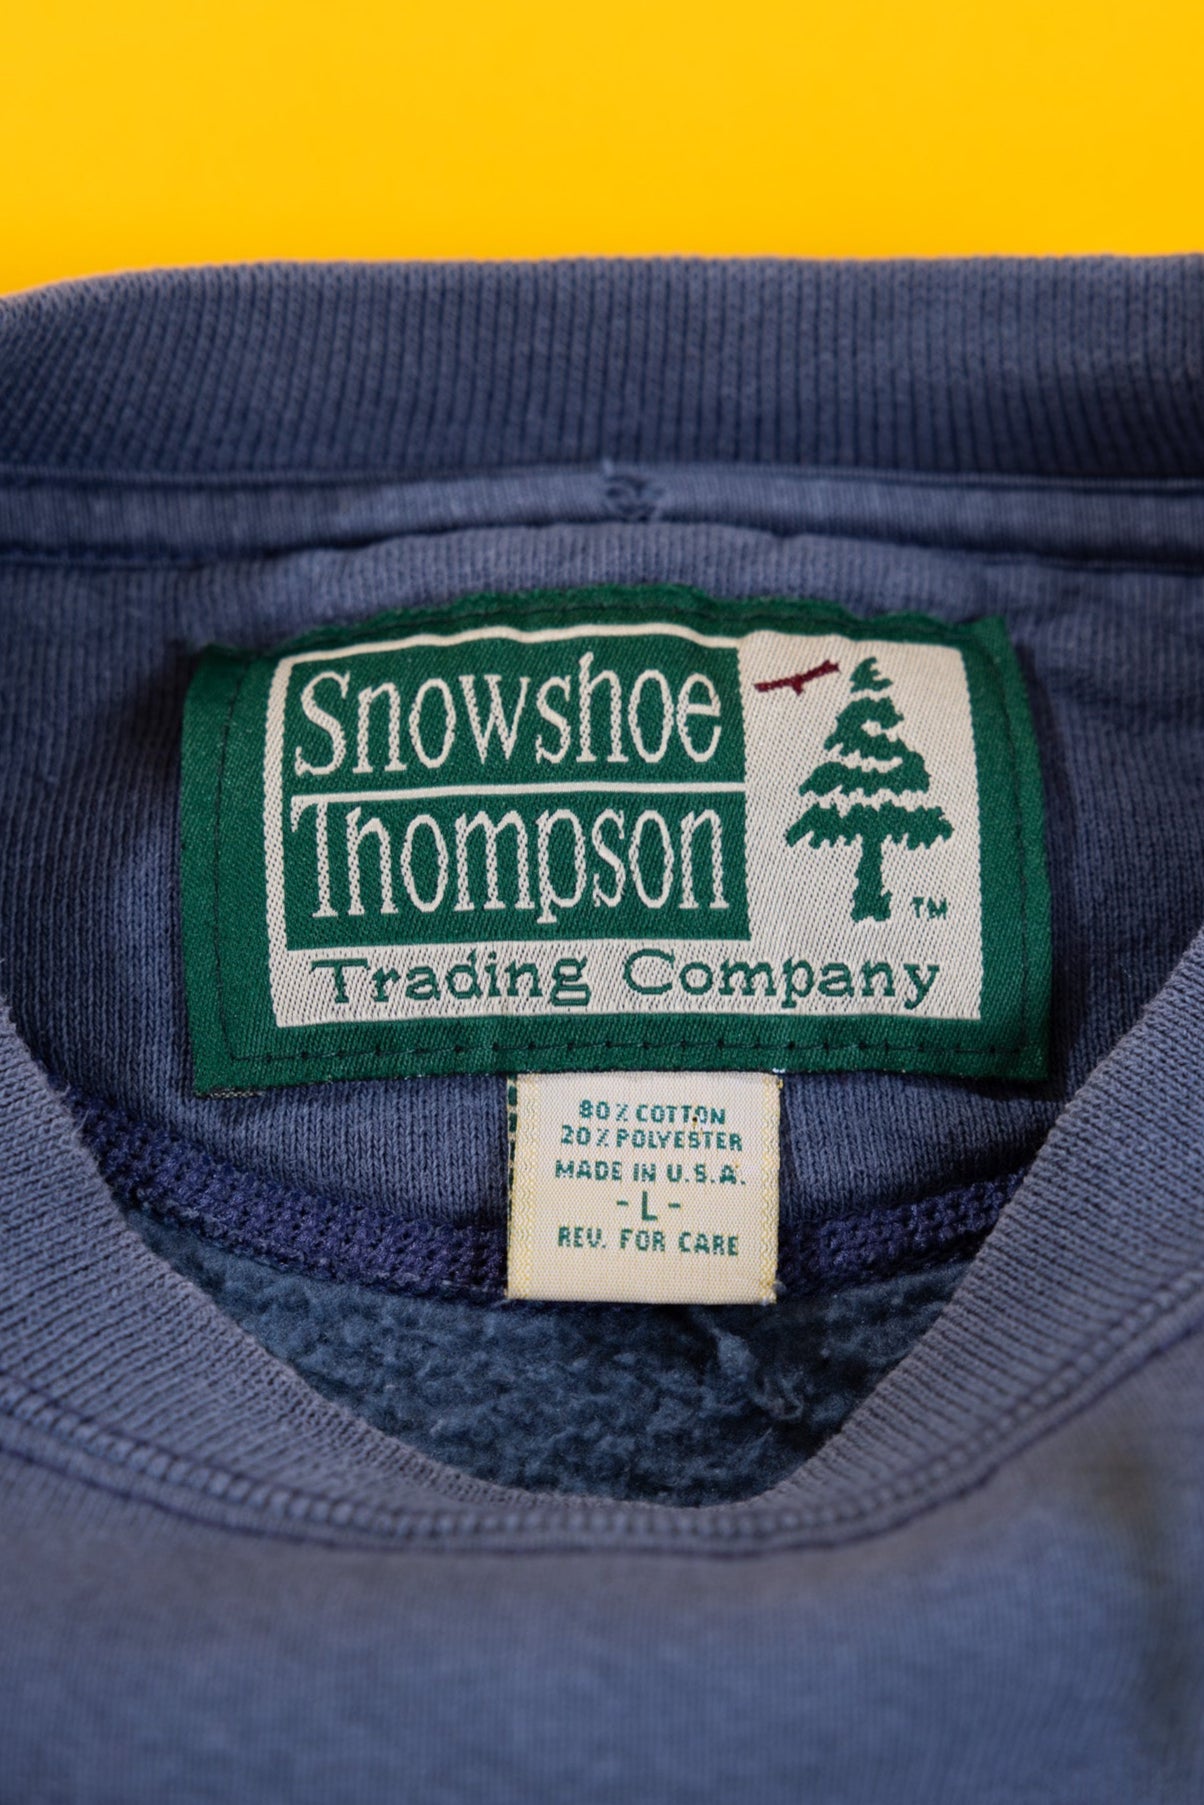 Snowshoe
Thompson
TM
Trading Company
80% COTTON
20% POLYESTER
MADE IN U.S.A.
-L-
REV. FOR CARE